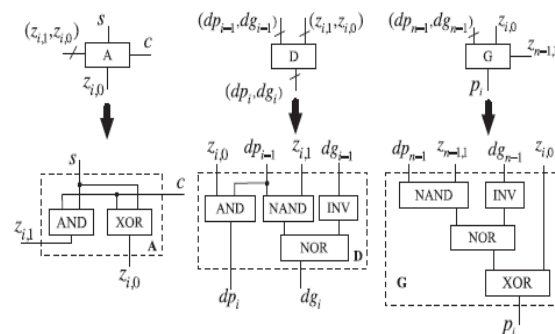 s
(z_{i,1},z_{i,0})
A
c
z_{i,0}
(dp_{i-1},dg_{i-1})
(z_{i,1},z_{i,0})
D
(dp_i,dg_i)
(dp_{n-1},dg_{n-1})
z_{i,0}
G
z_{n-1,1}
p_i
s
c
AND
XOR
z_{i,1}
A
z_{i,0}
z_{i,0}
dp_{i-1}
z_{i,1}
dg_{i-1}
AND
NAND
INV
NOR
D
dp_i
dg_i
dp_{n-1}
z_{n-1,1}
dg_{n-1}
z_{i,0}
NAND
INV
NOR
G
XOR
p_i